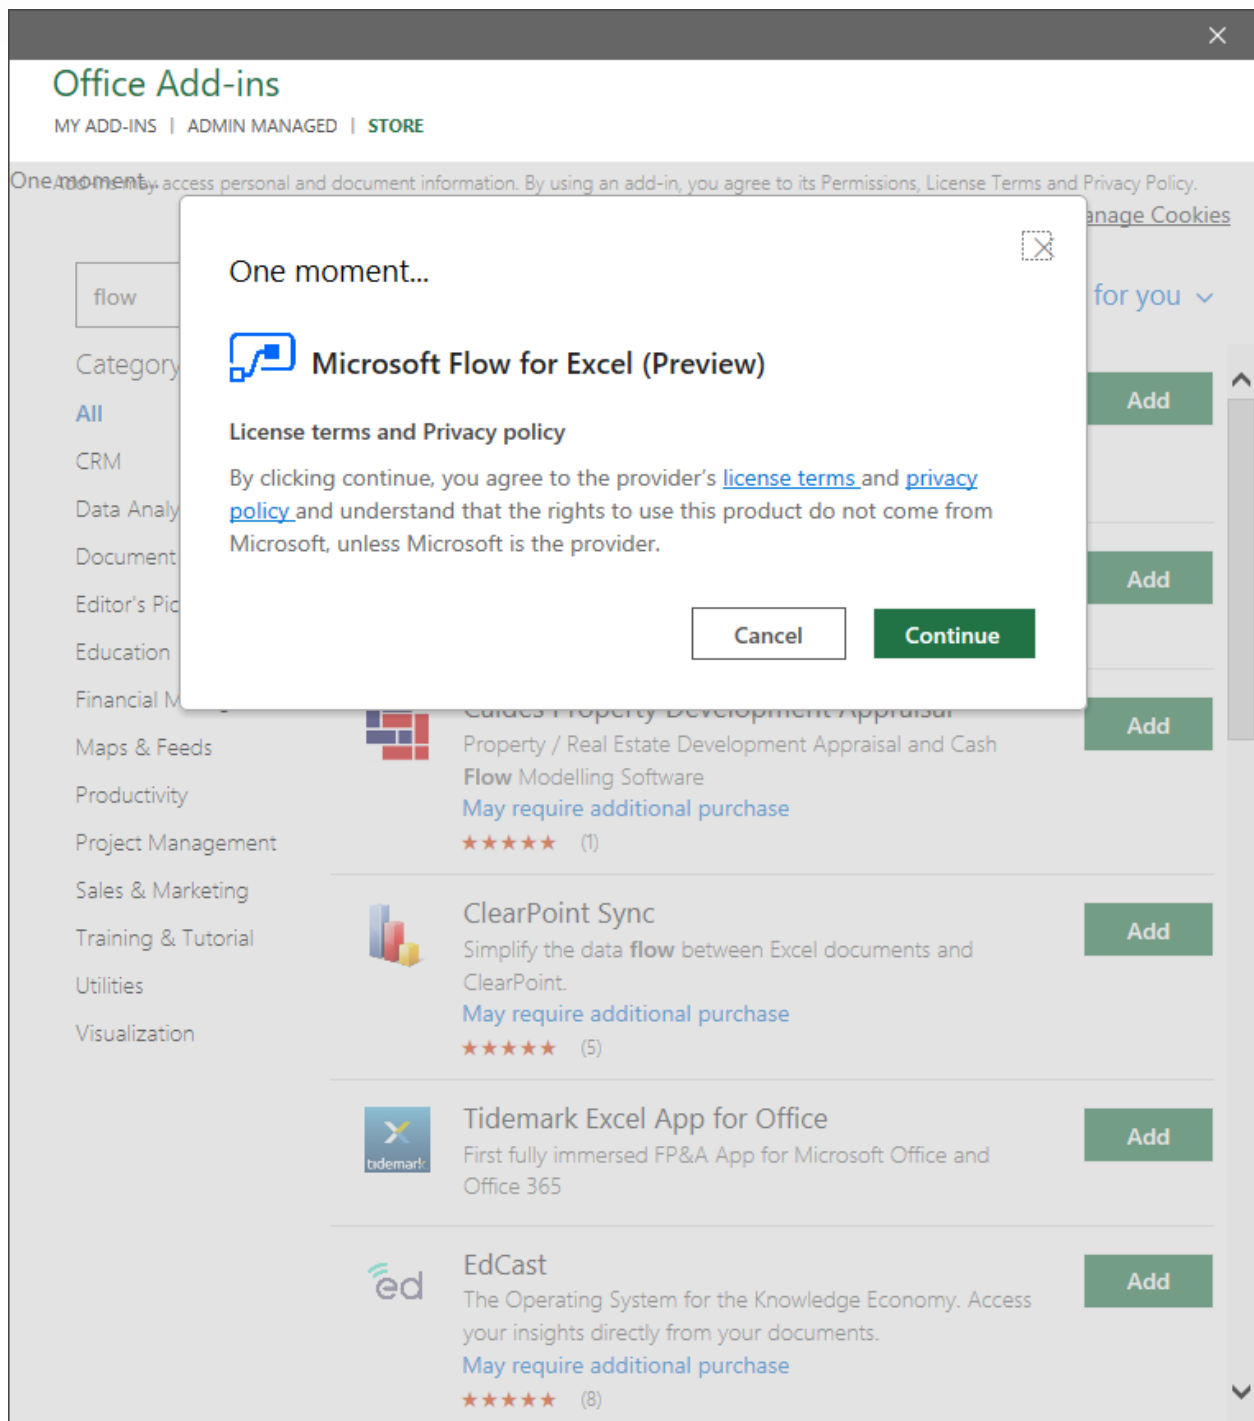 Office Add-ins
MY ADD-INS | ADMIN MANAGED | STORE
One moment...
Add-ins may access personal and document information. By using an add-in, you agree to its Permissions, License Terms and Privacy Policy.
anage Cookies
flow
for you
One moment...
Microsoft Flow for Excel (Preview)
License terms and Privacy policy
By clicking continue, you agree to the provider's license terms and privacy
policy and understand that the rights to use this product do not come from
Microsoft, unless Microsoft is the provider.
Cancel
Continue
Category
All
CRM
Data Analy
Document
Editor's Pic
Education
Financial M
Maps & Feeds
Productivity
Project Management
Sales & Marketing
Training & Tutorial
Utilities
Visualization
Add
Add
Property Development Appraisal
Property / Real Estate Development Appraisal and Cash
Flow Modelling Software
May require additional purchase
★★★★★ (1)
Add
ClearPoint Sync
Simplify the data flow between Excel documents and
ClearPoint.
May require additional purchase
★★★★★ (5)
Add
tidemark
Tidemark Excel App for Office
First fully immersed FP&A App for Microsoft Office and
Office 365
Add
ed
EdCast
The Operating System for the Knowledge Economy. Access
your insights directly from your documents.
May require additional purchase
★★★★★ (8)
Add